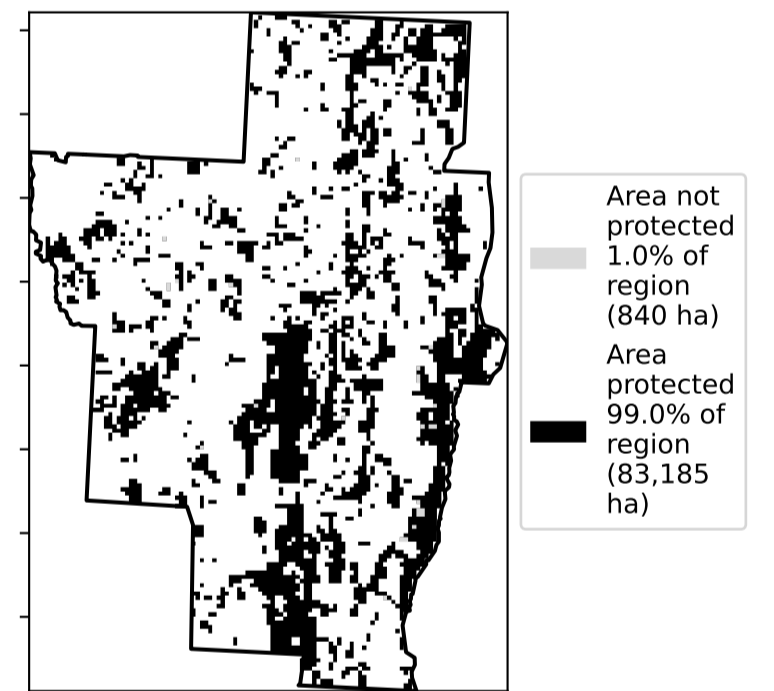 Area not
protected
1.0% of
region
(840 ha)
Area
protected
99.0% of
region
(83,185
ha)